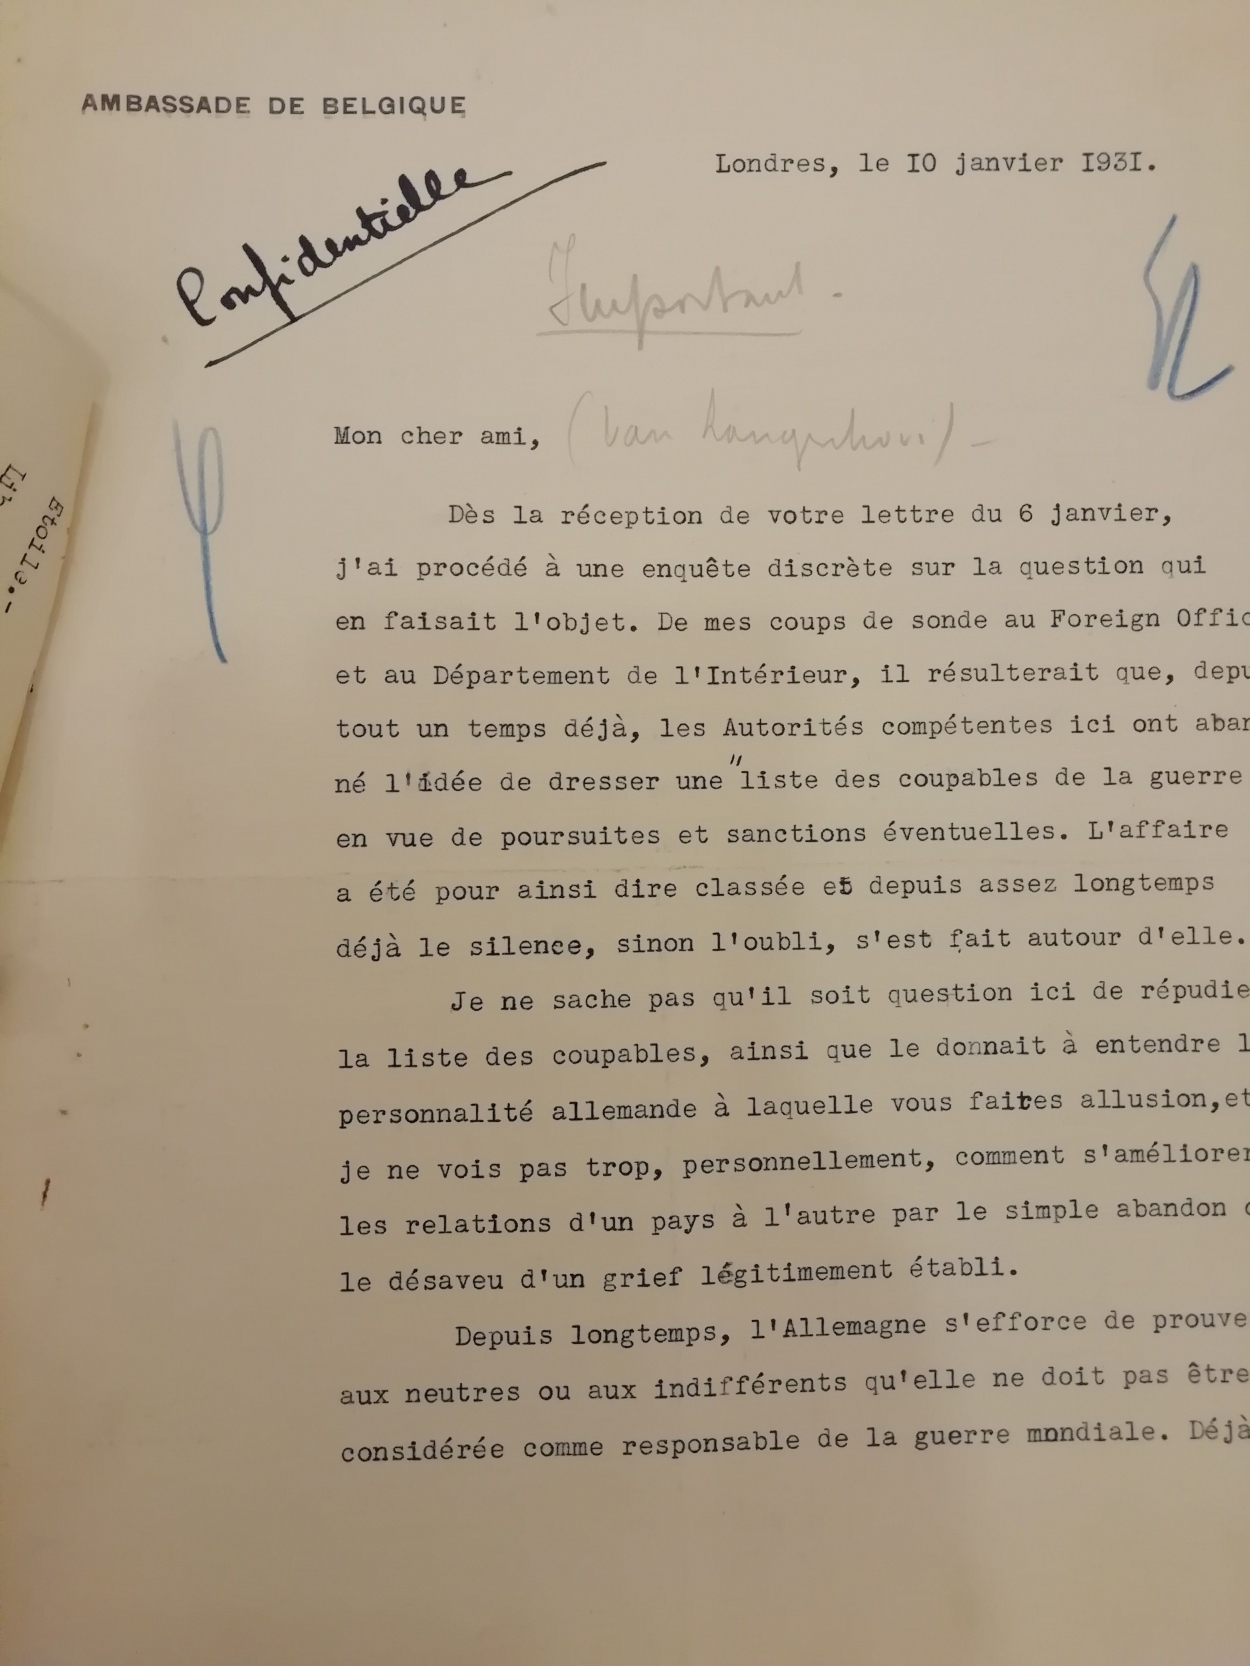 AMBASSADE DE BELGIQUE
Londres, le IO janvier I93I.
Confidentielle
Important.
Mon cher ami,
Dès la réception de votre lettre du 6 janvier,
j'ai procédé à une enquête discrète sur la question qui
en faisait l'objet. De mes coups de sonde au Foreign Offic
et au Département de l'Intérieur, il résulterait que, depu
tout un temps déjà, les Autorités compétentes ici ont aban
né l'idée de dresser une "liste des coupables de la guerre
en vue de poursuites et sanctions éventuelles. L'affaire
a été pour ainsi dire classée et depuis assez longtemps
déjà le silence, sinon l'oubli, s'est fait autour d'elle.
Je ne sache pas qu'il soit question ici de répudie
la liste des coupables, ainsi que le donnait à entendre l
personnalité allemande à laquelle vous faites allusion,et
je ne vois pas trop, personnellement, comment s'améliorer
les relations d'un pays à l'autre par le simple abandon
le désaveu d'un grief légitimement établi.
Depuis longtemps, l'Allemagne s'efforce de prouve
aux neutres ou aux indifférents qu'elle ne doit pas être
considérée comme responsable de la guerre mondiale. Déjà
Etoile.-